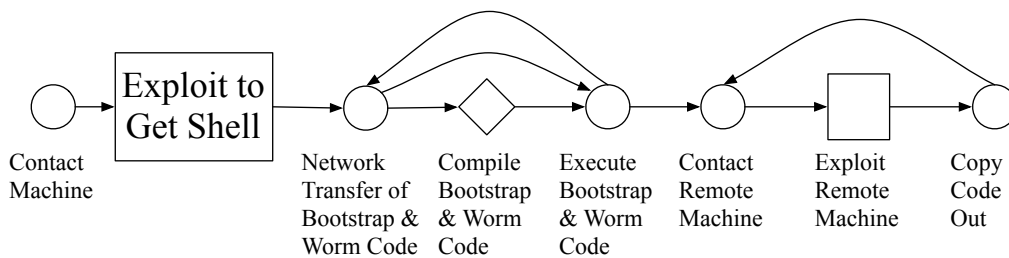 Exploit to
Get Shell
Contact
Machine
Network
Transfer of
Bootstrap &
Worm Code
Compile
Bootstrap
& Worm
Code
Execute
Bootstrap
& Worm
Code
Contact
Remote
Machine
Exploit
Remote
Machine
Copy
Code
Out